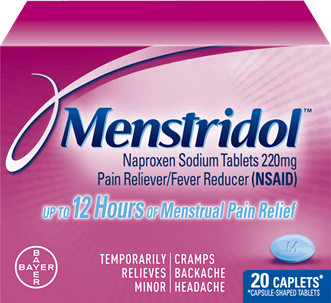 Menstridol™
Naproxen Sodium Tablets 220mg
Pain Reliever/Fever Reducer (NSAID)
UP TO 12 Hours of Menstrual Pain Relief
TEMPORARILY CRAMPS
RELIEVES BACKACHE
MINOR HEADACHE
BAYER
BAYER
M
20 CAPLETS*
*CAPSULE-SHAPED TABLETS